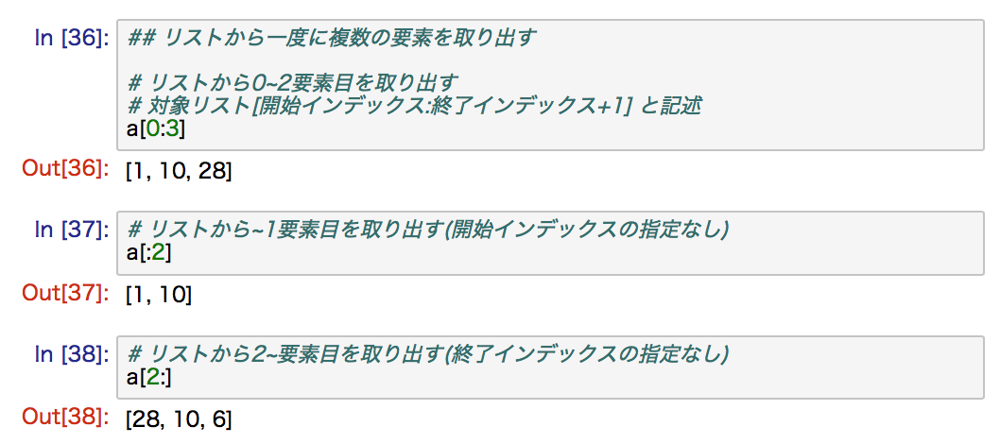 In [36]: ## リストから一度に複数の要素を取り出す
# リストから0~2要素目を取り出す
# 対象リスト[開始インデックス:終了インデックス+1] と記述
a[0:3]
Out[36]: [1, 10, 28]
In [37]: # リストから~1要素目を取り出す(開始インデックスの指定なし)
a[:2]
Out[37]: [1, 10]
In [38]: # リストから2~要素目を取り出す(終了インデックスの指定なし)
a[2:]
Out[38]: [28, 10, 6]